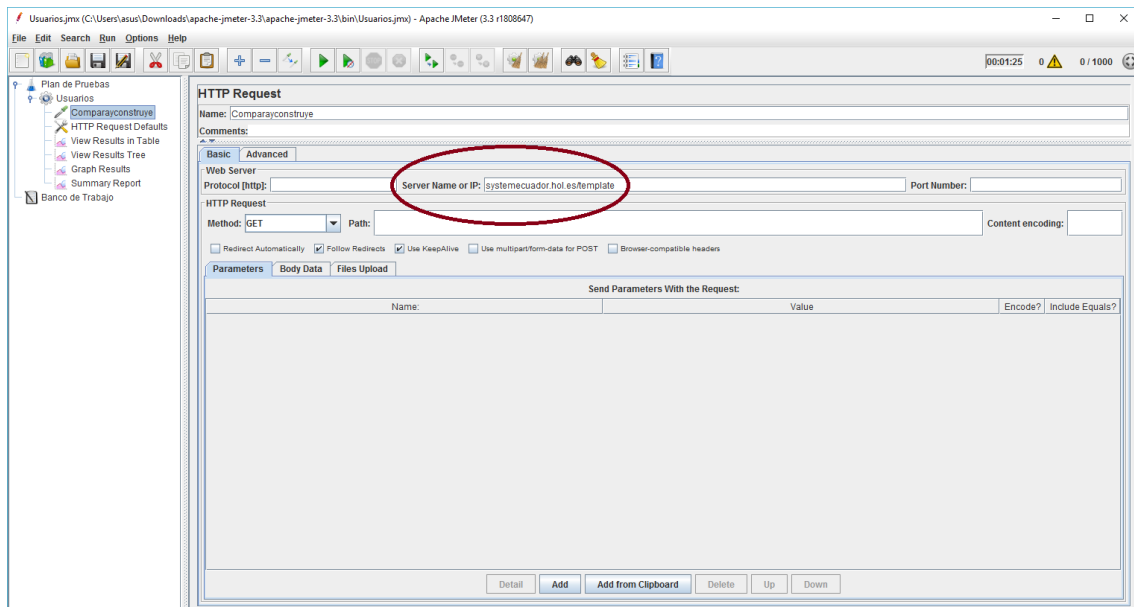 Usuarios.jmx (C:\Users\asus\Downloads\apache-jmeter-3.3\apache-jmeter-3.3\bin\Usuarios.jmx) - Apache JMeter (3.3 r1808647)
File Edit Search Run Options Help
00:01:25 0 0 / 1000
Plan de Pruebas
Usuarios
Comparayconstruye
HTTP Request Defaults
View Results in Table
View Results Tree
Graph Results
Summary Report
Banco de Trabajo
HTTP Request
Name: Comparayconstruye
Comments:
Basic Advanced
Web Server
Protocol [http]: Server Name or IP: systemecuador.hol.es/template Port Number:
HTTP Request
Method: GET Path: Content encoding:
Redirect Automatically Follow Redirects Use KeepAlive Use multipart/form-data for POST Browser-compatible headers
Parameters Body Data Files Upload
Send Parameters With the Request:
Name: Value Encode? Include Equals?
Detail Add Add from Clipboard Delete Up Down